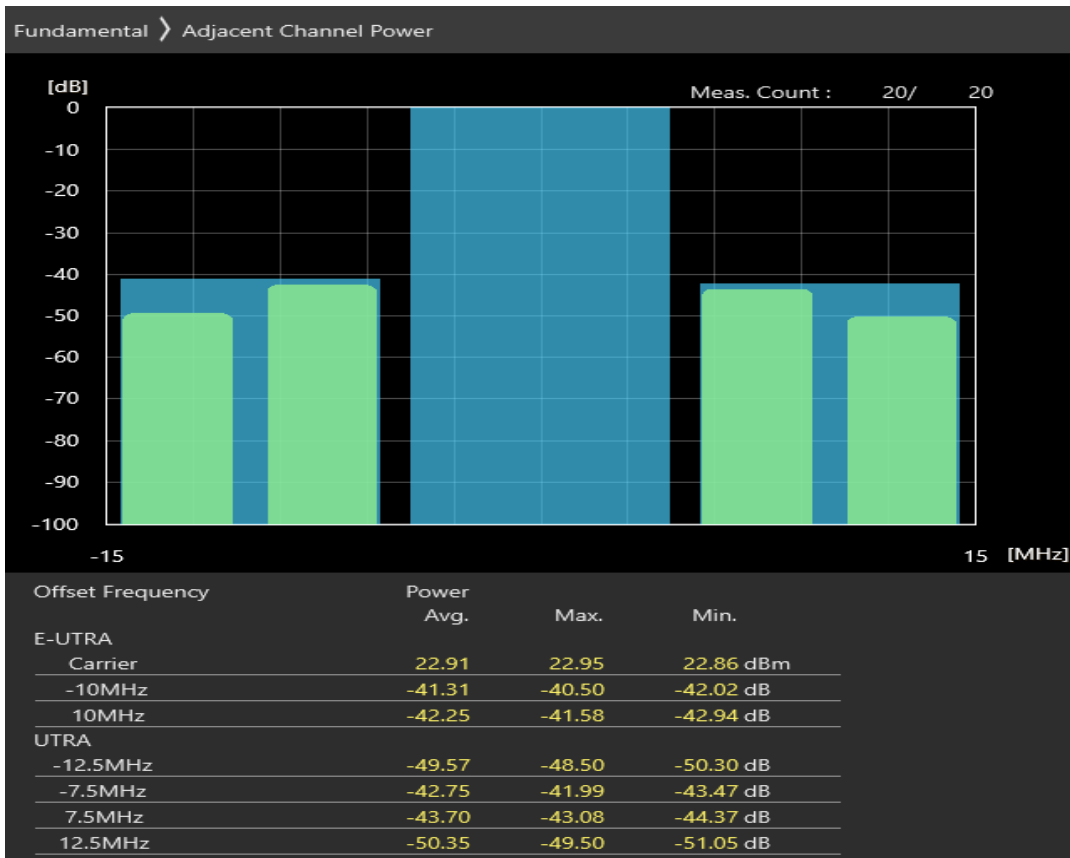 Fundamental 〉 Adjacent Channel Power
[dB]
Meas. Count : 20/ 20
0
-10
-20
-30
-40
-50
-60
-70
-80
-90
-100
-15 15 [MHz]
Offset Frequency Power
Avg. Max. Min.
E-UTRA
Carrier 22.91 22.95 22.86 dBm
-10MHz -41.31 -40.50 -42.02 dB
10MHz -42.25 -41.58 -42.94 dB
UTRA
-12.5MHz -49.57 -48.50 -50.30 dB
-7.5MHz -42.75 -41.99 -43.47 dB
7.5MHz -43.70 -43.08 -44.37 dB
12.5MHz -50.35 -49.50 -51.05 dB